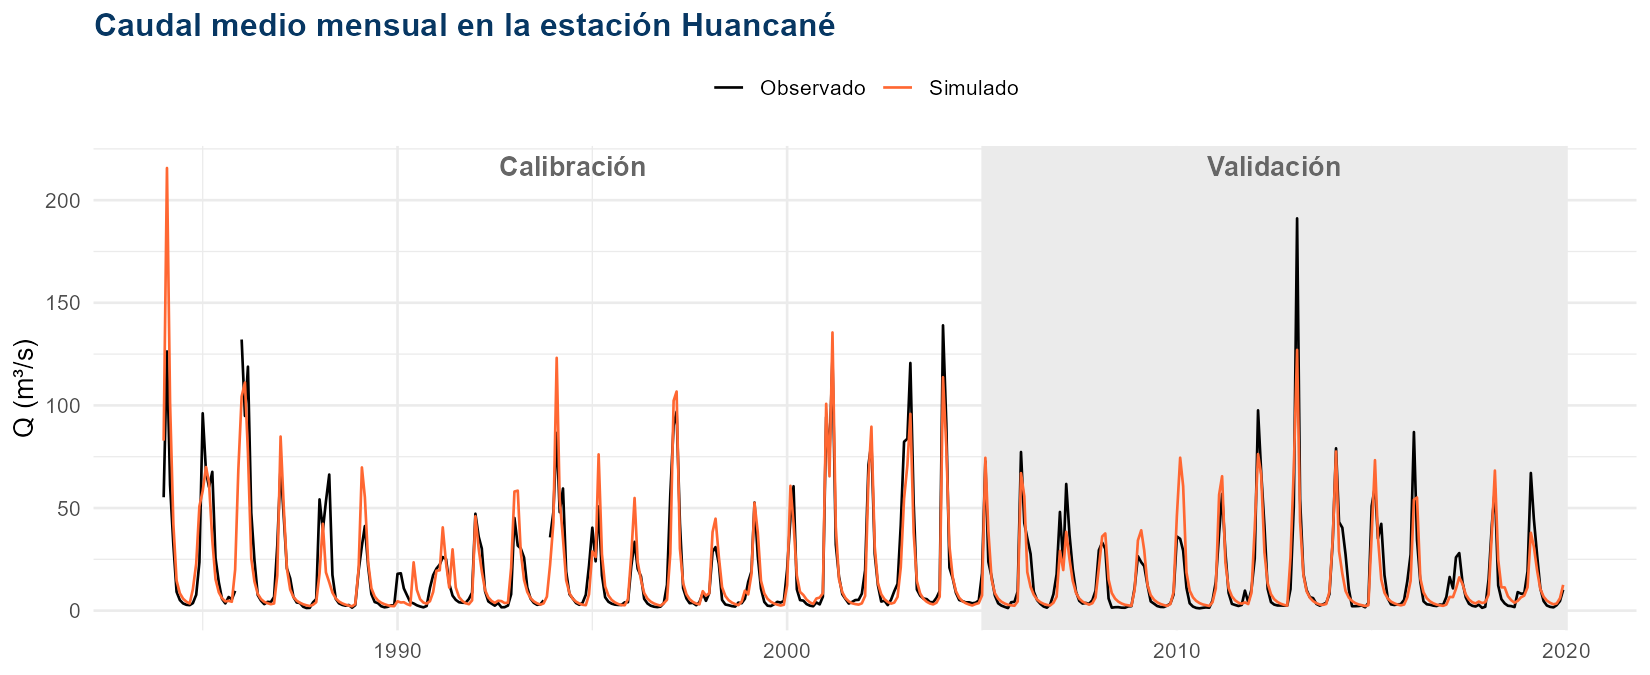 Caudal medio mensual en la estación Huancané
Observado Simulado
Calibración Validación
Q (m³/s)
200
150
100
50
0
1990 2000 2010 2020